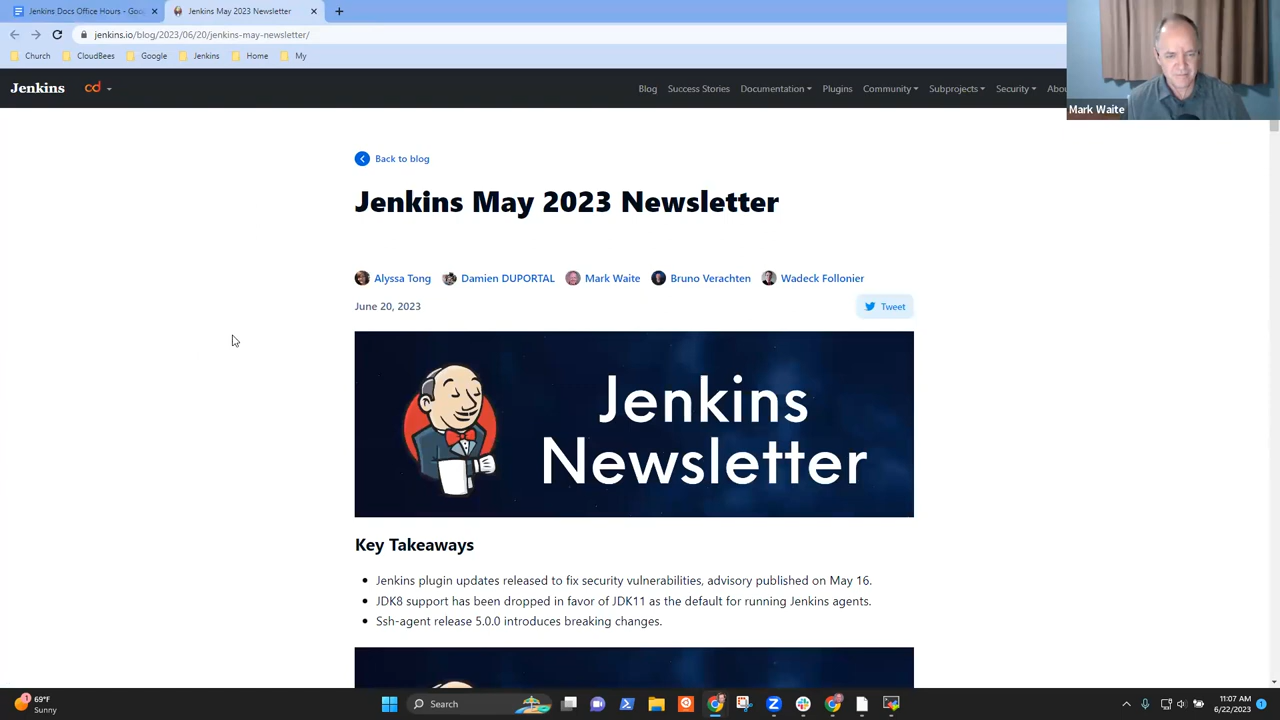 Jenkins Docs Office Hours - Goo
Jenkins May 2023 Newsletter
jenkins.io/blog/2023/06/20/jenkins-may-newsletter/
Church CloudBees Google Jenkins Home My
Jenkins cd Blog Success Stories Documentation Plugins Community Subprojects Security Abou
Mark Waite
Back to blog
Jenkins May 2023 Newsletter
Alyssa Tong Damien DUPORTAL Mark Waite Bruno Verachten Wadeck Follonier
June 20, 2023 Tweet
Jenkins
Newsletter
Key Takeaways
Jenkins plugin updates released to fix security vulnerabilities, advisory published on May 16.
JDK8 support has been dropped in favor of JDK11 as the default for running Jenkins agents.
Ssh-agent release 5.0.0 introduces breaking changes.
1 69°F
Sunny
Search
11:07 AM
6/22/2023 1